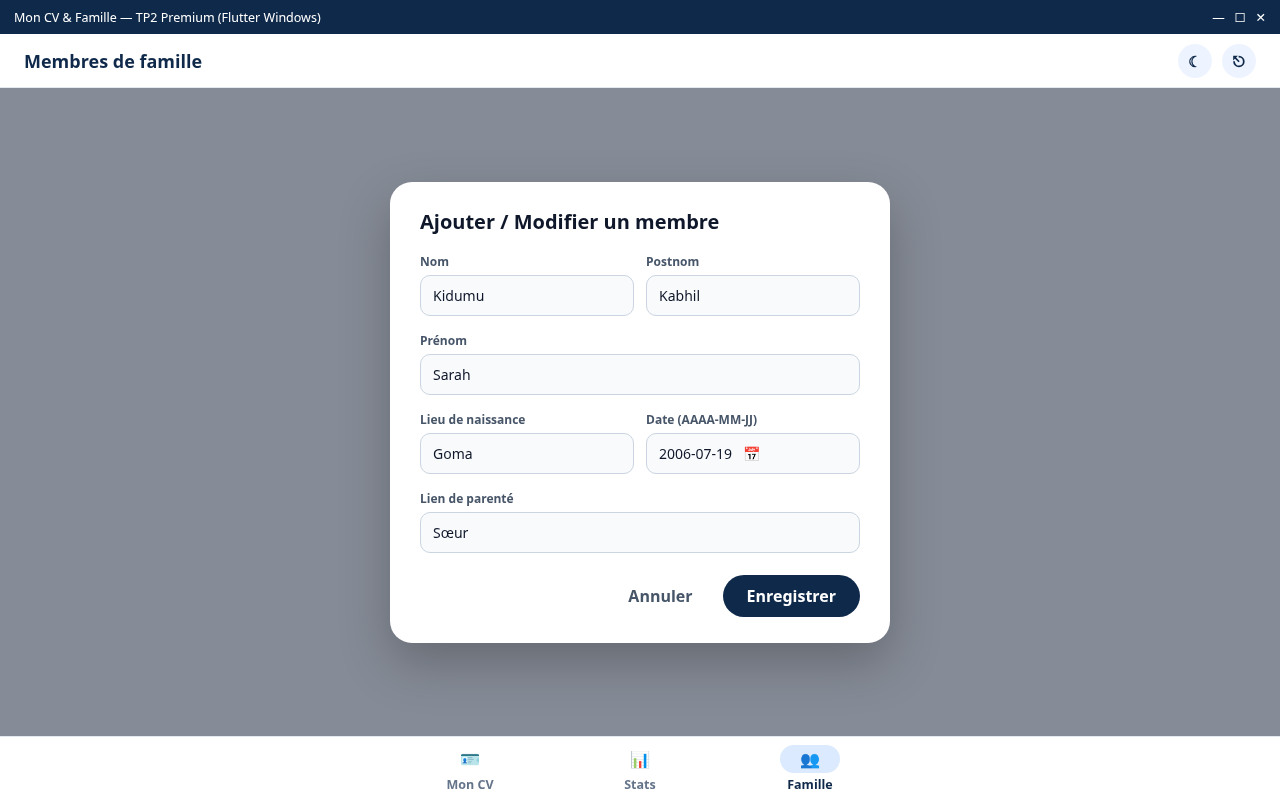 Mon CV & Famille — TP2 Premium (Flutter Windows)
Membres de famille
Ajouter / Modifier un membre
Nom Postnom
Kidumu Kabhil
Prénom
Sarah
Lieu de naissance Date (AAAA-MM-JJ)
Goma 2006-07-19
Lien de parenté
Sœur
Annuler Enregistrer
Mon CV Stats Famille